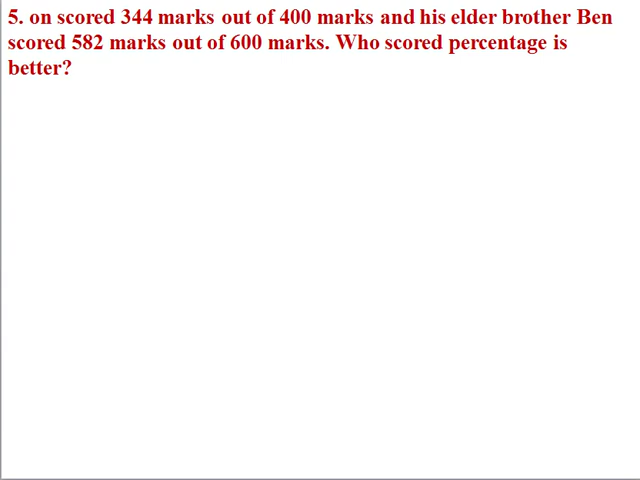 5. on scored 344 marks out of 400 marks and his elder brother Ben
scored 582 marks out of 600 marks. Who scored percentage is
better?